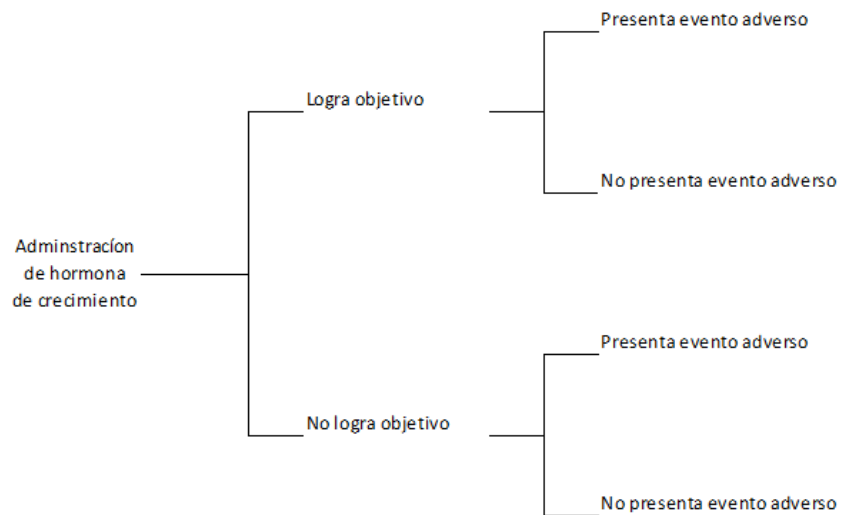 Presenta evento adverso
Logra objetivo
No presenta evento adverso
Adminstracíon
de hormona
de crecimiento
Presenta evento adverso
No logra objetivo
No presenta evento adverso